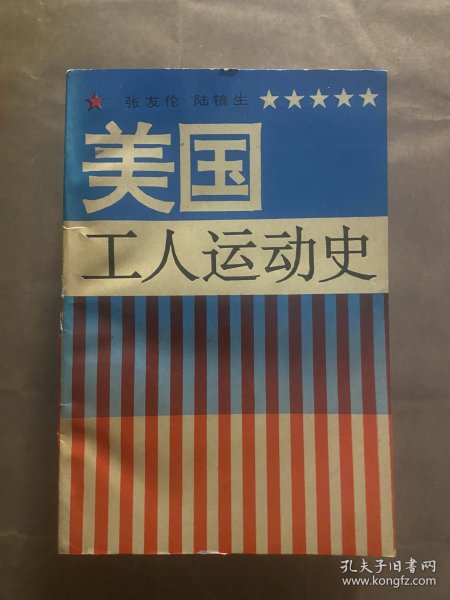 张友伦 陆镜生
美国
工人运动史
孔夫子旧书网
www.kongfz.com